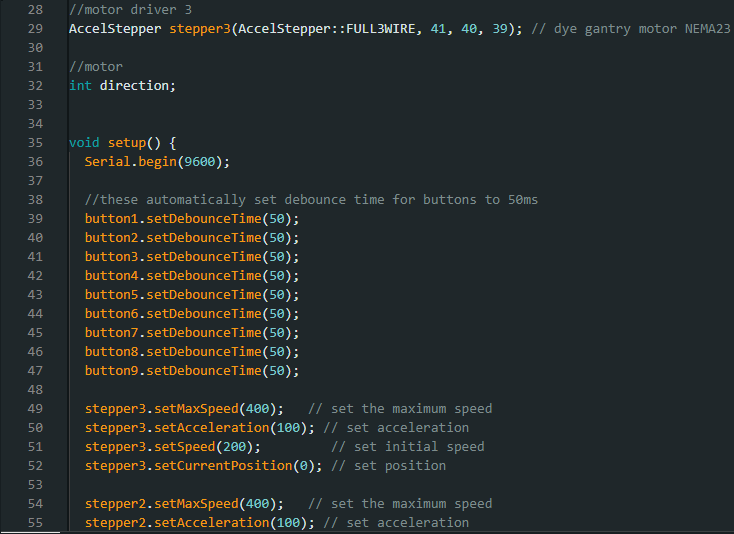 28 //motor driver 3
29 AccelStepper stepper3(AccelStepper::FULL3WIRE, 41, 40, 39); // dye gantry motor NEMA23
30
31 //motor
32 int direction;
33
34
35 void setup() {
36 Serial.begin(9600);
37
38 //these automatically set debounce time for buttons to 50ms
39 button1.setDebounceTime(50);
40 button2.setDebounceTime(50);
41 button3.setDebounceTime(50);
42 button4.setDebounceTime(50);
43 button5.setDebounceTime(50);
44 button6.setDebounceTime(50);
45 button7.setDebounceTime(50);
46 button8.setDebounceTime(50);
47 button9.setDebounceTime(50);
48
49 stepper3.setMaxSpeed(400); // set the maximum speed
50 stepper3.setAcceleration(100); // set acceleration
51 stepper3.setSpeed(200); // set initial speed
52 stepper3.setCurrentPosition(0); // set position
53
54 stepper2.setMaxSpeed(400); // set the maximum speed
55 stepper2.setAcceleration(100); // set acceleration